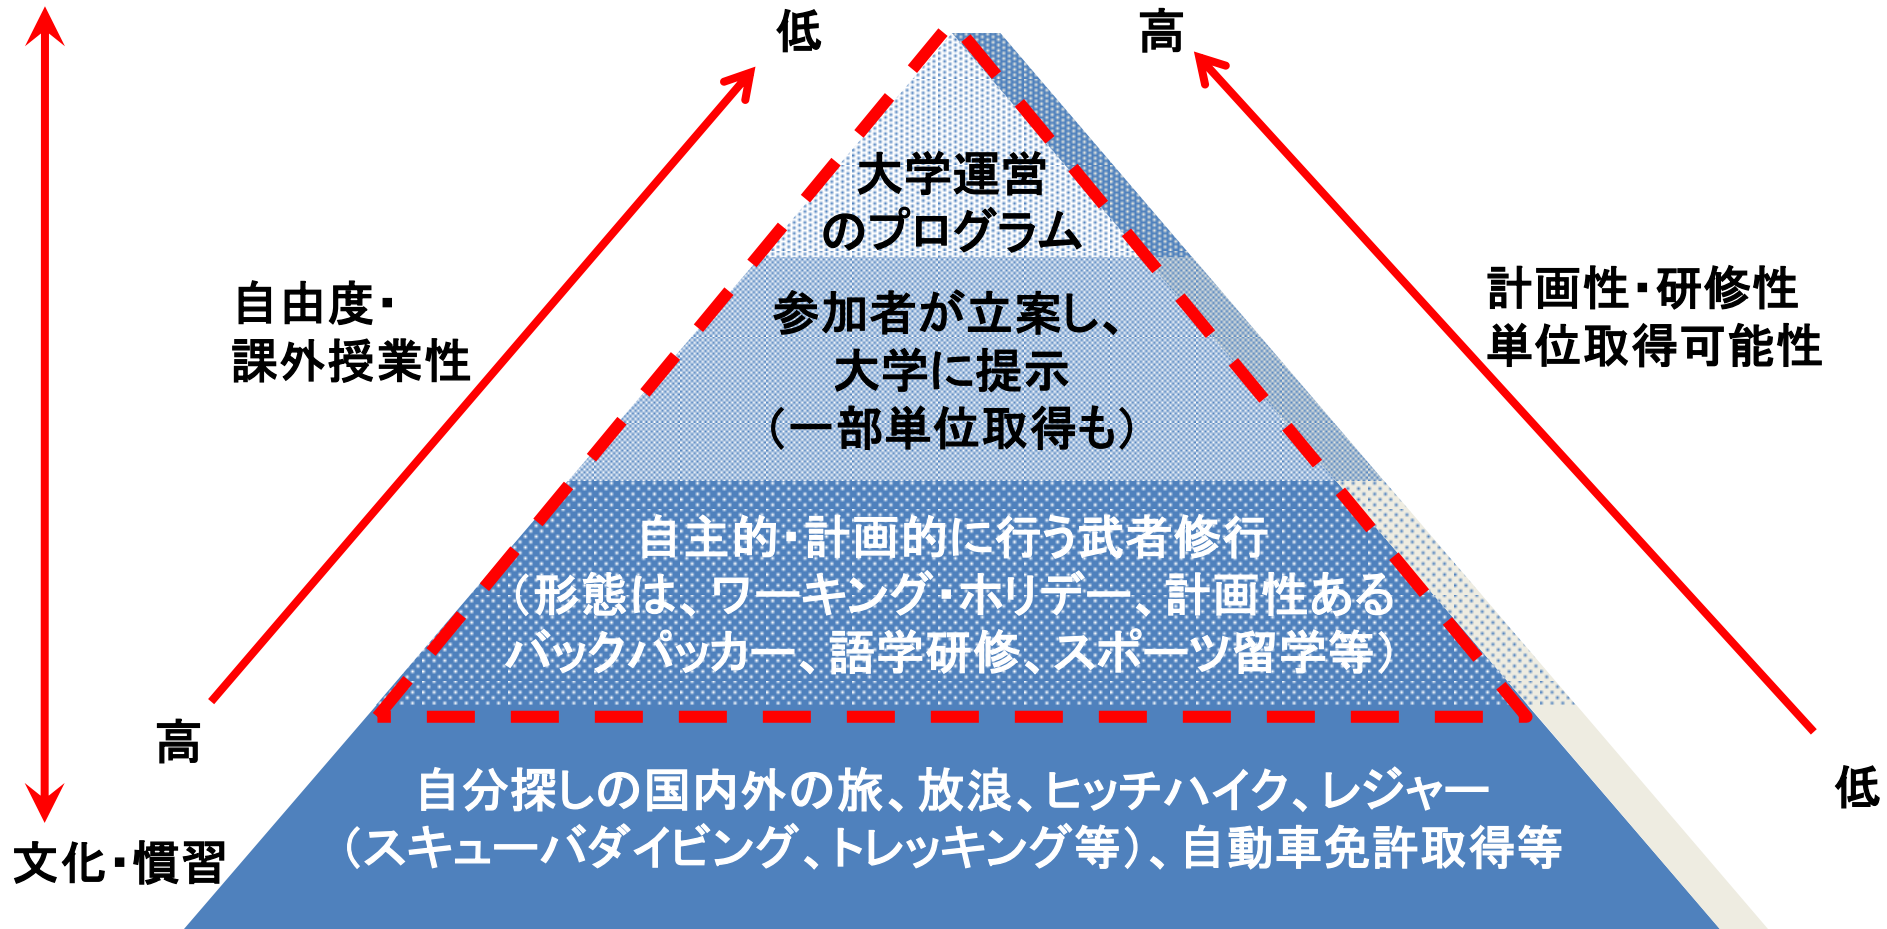 低
高
大学運営
のプログラム
自由度・
課外授業性
計画性・研修性
単位取得可能性
参加者が立案し、
大学に提示
（一部単位取得も）
自主的・計画的に行う武者修行
（形態は、ワーキング・ホリデー、計画性ある
バックパッカー、語学研修、スポーツ留学等）
高
低
自分探しの国内外の旅、放浪、ヒッチハイク、レジャー
（スキューバダイビング、トレッキング等）、自動車免許取得等
文化・慣習